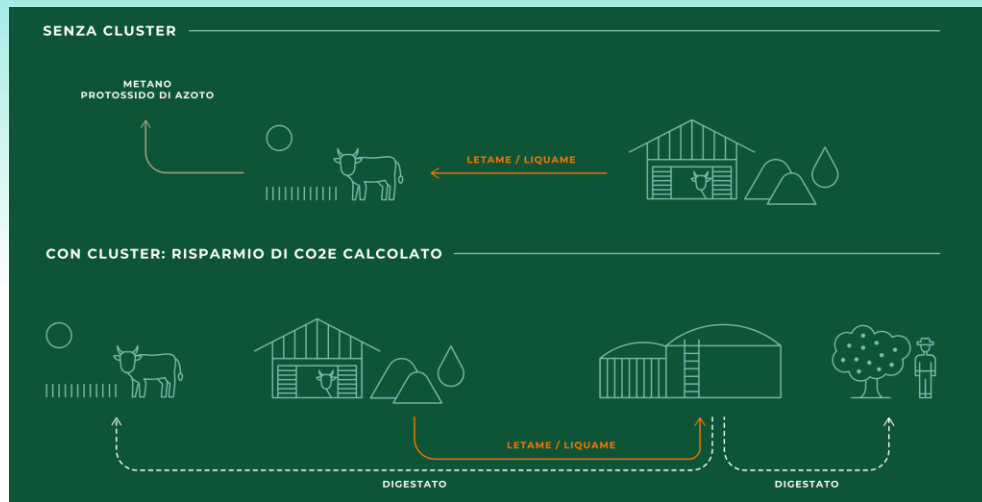 SENZA CLUSTER
METANO
PROTOSSIDO DI AZOTO
LETAME / LIQUAME
CON CLUSTER: RISPARMIO DI CO2E CALCOLATO
LETAME / LIQUAME
DIGESTATO
DIGESTATO